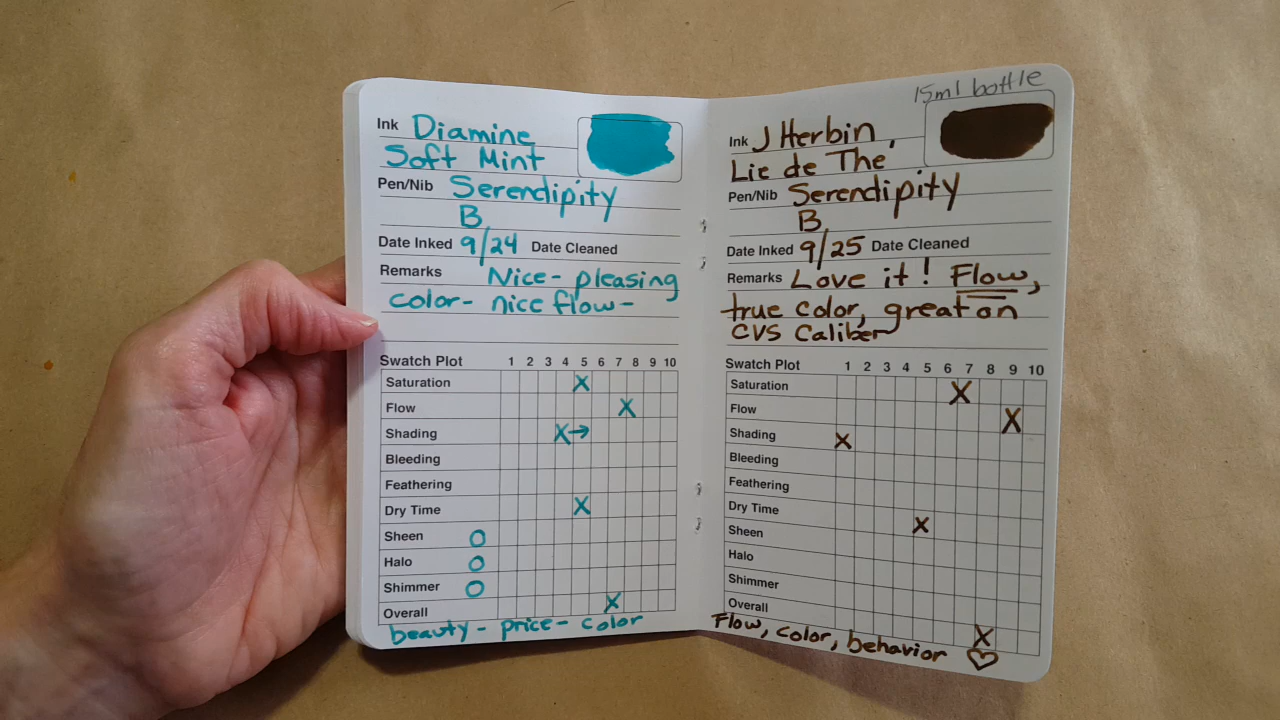 Ink Diamine
Soft Mint
Pen/Nib Serendipity
B
Date Inked 9/24 Date Cleaned
Remarks Nice- pleasing
color- nice flow-
Swatch Plot 1 2 3 4 5 6 7 8 9 10
Saturation X
Flow X
Shading X→
Bleeding
Feathering
Dry Time X
Sheen O
Halo O
Shimmer O
Overall X
beauty - price - color
15ml bottle
Ink J Herbin,
Lie de The
Pen/Nib Serendipity
B
Date Inked 9/25 Date Cleaned
Remarks Love it! Flow,
true color, great on
CVS Caliber
Swatch Plot 1 2 3 4 5 6 7 8 9 10
Saturation X
Flow X
Shading X
Bleeding
Feathering
Dry Time X
Sheen
Halo
Shimmer
Overall X
Flow, color, behavior ♡